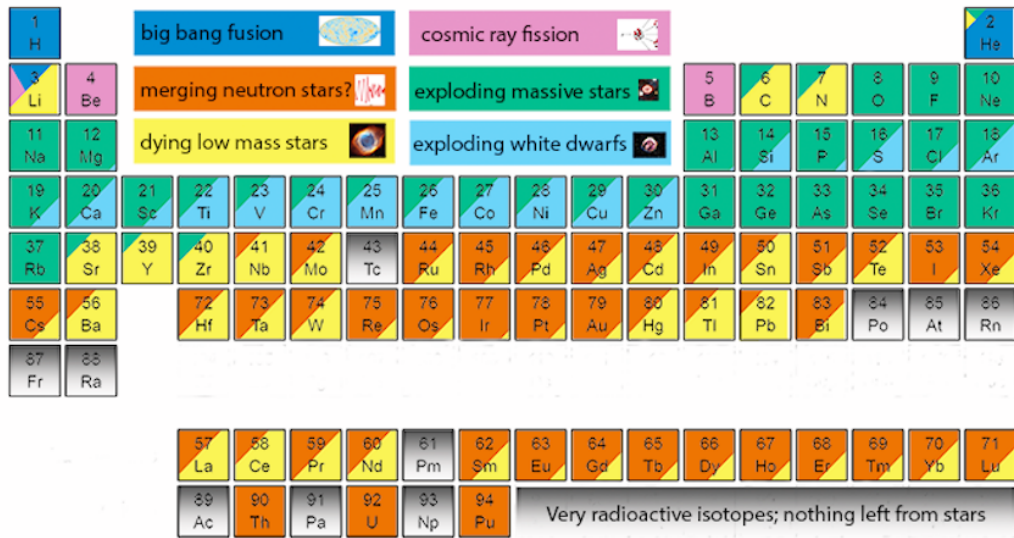 1 2
H big bang fusion cosmic ray fission He
3 4 merging neutron stars? exploding massive stars 5 6 7 8 9 10
Li Be B C N O F Ne
11 12 dying low mass stars exploding white dwarfs 13 14 15 16 17 18
Na Mg Al Si P S Cl Ar
19 20 21 22 23 24 25 26 27 28 29 30 31 32 33 34 35 36
K Ca Sc Ti V Cr Mn Fe Co Ni Cu Zn Ga Ge As Se Br Kr
37 38 39 40 41 42 43 44 45 46 47 48 49 50 51 52 53 54
Rb Sr Y Zr Nb Mo Tc Ru Rh Pd Ag Cd In Sn Sb Te I Xe
55 56 72 73 74 75 76 77 78 79 80 81 82 83 84 85 86
Cs Ba Hf Ta W Re Os Ir Pt Au Hg Tl Pb Bi Po At Rn
87 88
Fr Ra
57 58 59 60 61 62 63 64 65 66 67 68 69 70 71
La Ce Pr Nd Pm Sm Eu Gd Tb Dy Ho Er Tm Yb Lu
89 90 91 92 93 94 Very radioactive isotopes; nothing left from stars
Ac Th Pa U Np Pu